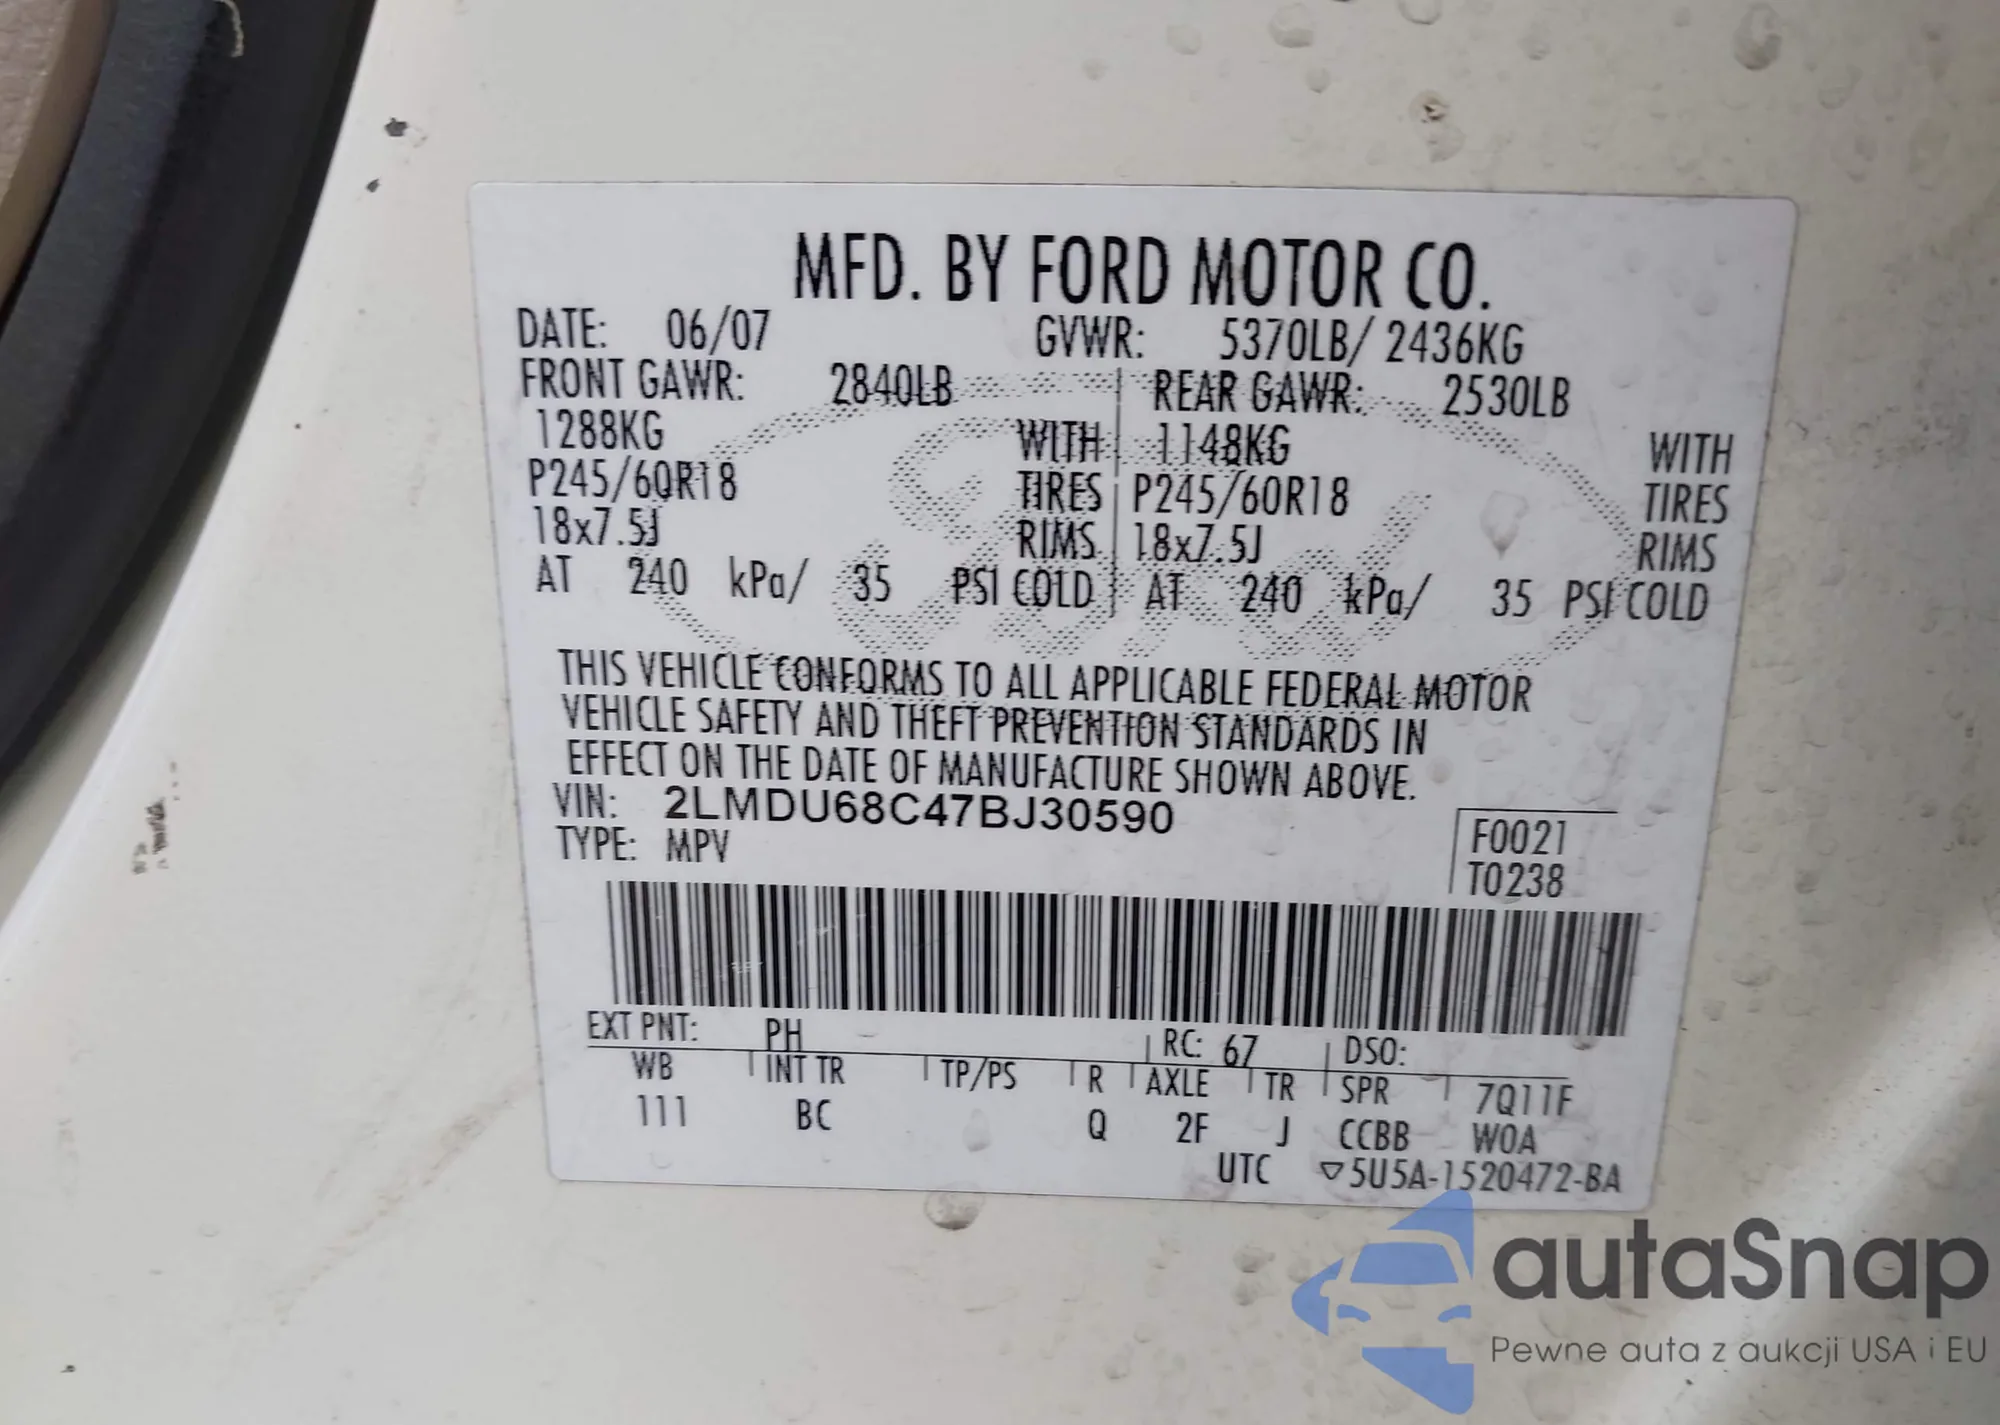 MFD. BY FORD MOTOR CO.
DATE: 06/07 GVWR: 5370LB/ 2436KG
FRONT GAWR: 2840LB REAR GAWR: 2530LB
1288KG WITH 1148KG WITH
P245/60R18 TIRES P245/60R18 TIRES
18x7.5J RIMS 18x7.5J RIMS
AT 240 kPa/ 35 PSI COLD AT 240 kPa/ 35 PSI COLD
Ford
THIS VEHICLE CONFORMS TO ALL APPLICABLE FEDERAL MOTOR
VEHICLE SAFETY AND THEFT PREVENTION STANDARDS IN
EFFECT ON THE DATE OF MANUFACTURE SHOWN ABOVE.
VIN: 2LMDU68C47BJ30590
TYPE: MPV
F0021
T0238
EXT PNT: PH RC: 67 DSO:
WB INT TR TP/PS R AXLE TR SPR 7Q11F
111 BC Q 2F J CCBB WOA
UTC ▽5U5A-1520472-BA
autaSnap
Pewne auta z aukcji USA i EU